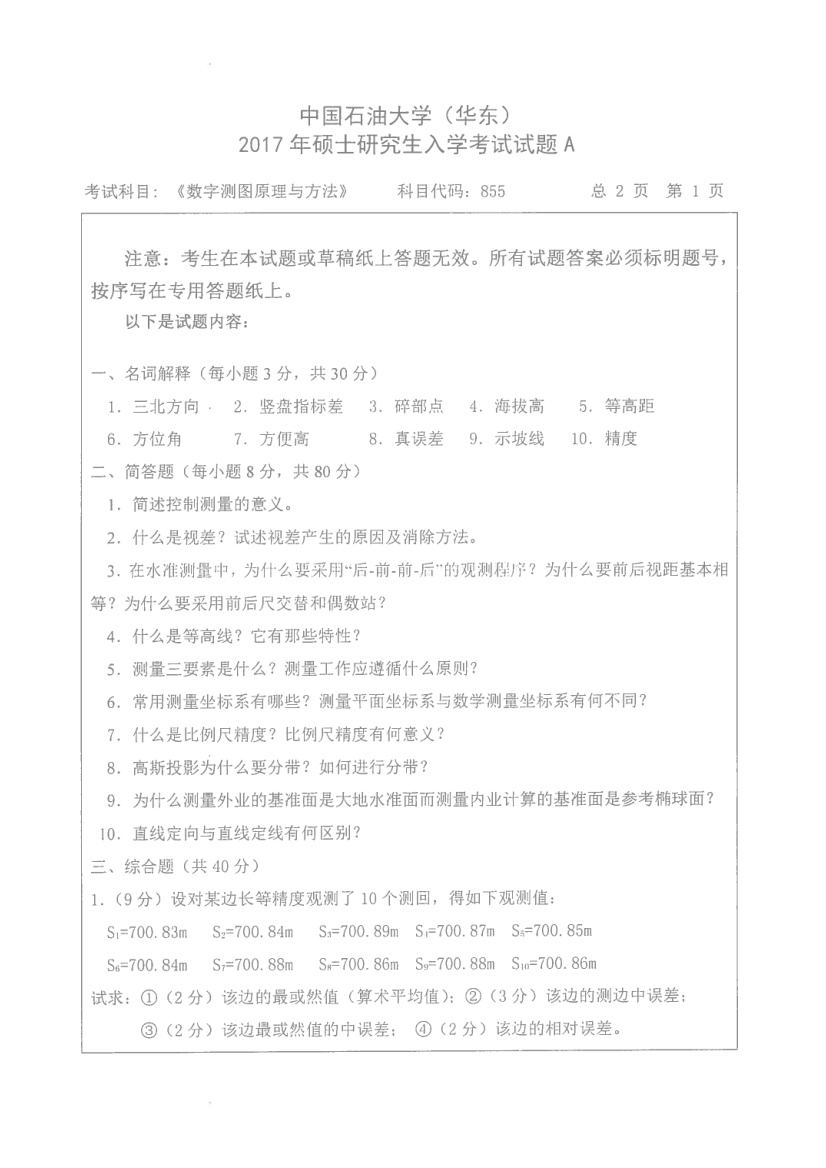 中国石油大学（华东）
2017 年硕士研究生入学考试试题 A
考试科目：《数字测图原理与方法》 科目代码：855 总 2 页 第 1 页
注意：考生在本试题或草稿纸上答题无效。所有试题答案必须标明题号，
按序写在专用答题纸上。
以下是试题内容：
一、名词解释（每小题 3 分，共 30 分）
1．三北方向 2．竖盘指标差 3．碎部点 4．海拔高 5．等高距
6．方位角 7．方便高 8．真误差 9．示坡线 10．精度
二、简答题（每小题 8 分，共 80 分）
1．简述控制测量的意义。
2．什么是视差？试述视差产生的原因及消除方法。
3．在水准测量中，为什么要采用“后-前-前-后”的观测程序？为什么要前后视距基本相
等？为什么要采用前后尺交替和偶数站？
4．什么是等高线？它有那些特性？
5．测量三要素是什么？测量工作应遵循什么原则？
6．常用测量坐标系有哪些？测量平面坐标系与数学测量坐标系有何不同？
7．什么是比例尺精度？比例尺精度有何意义？
8．高斯投影为什么要分带？如何进行分带？
9．为什么测量外业的基准面是大地水准面而测量内业计算的基准面是参考椭球面？
10．直线定向与直线定线有何区别？
三、综合题（共 40 分）
1．（9 分）设对某边长等精度观测了 10 个测回，得如下观测值：
S₁=700.83m S₂=700.84m S₃=700.89m S₄=700.87m S₅=700.85m
S₆=700.84m S₇=700.88m S₈=700.86m S₉=700.88m S₁₀=700.86m
试求：①（2 分）该边的最或然值（算术平均值）；②（3 分）该边的测边中误差；
③（2 分）该边最或然值的中误差； ④（2 分）该边的相对误差。